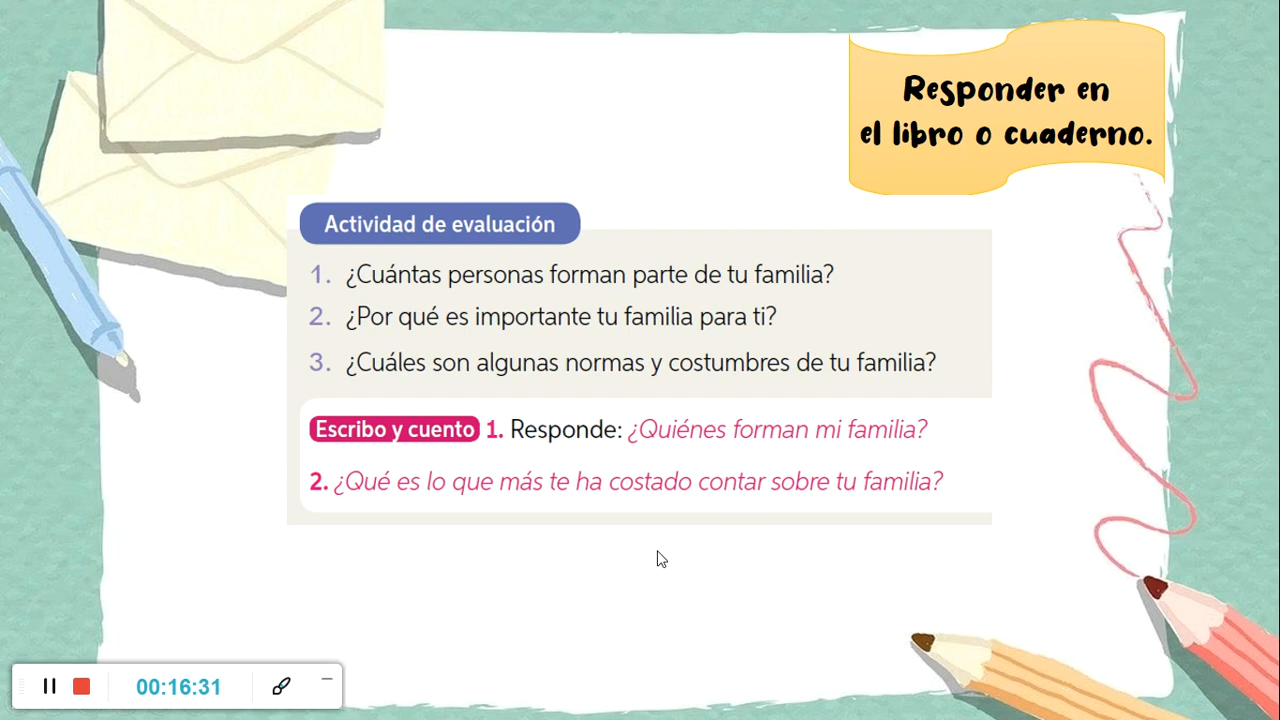 Responder en
el libro o cuaderno.
Actividad de evaluación
1. ¿Cuántas personas forman parte de tu familia?
2. ¿Por qué es importante tu familia para ti?
3. ¿Cuáles son algunas normas y costumbres de tu familia?
Escribo y cuento 1. Responde: ¿Quiénes forman mi familia?
2. ¿Qué es lo que más te ha costado contar sobre tu familia?
00:16:31